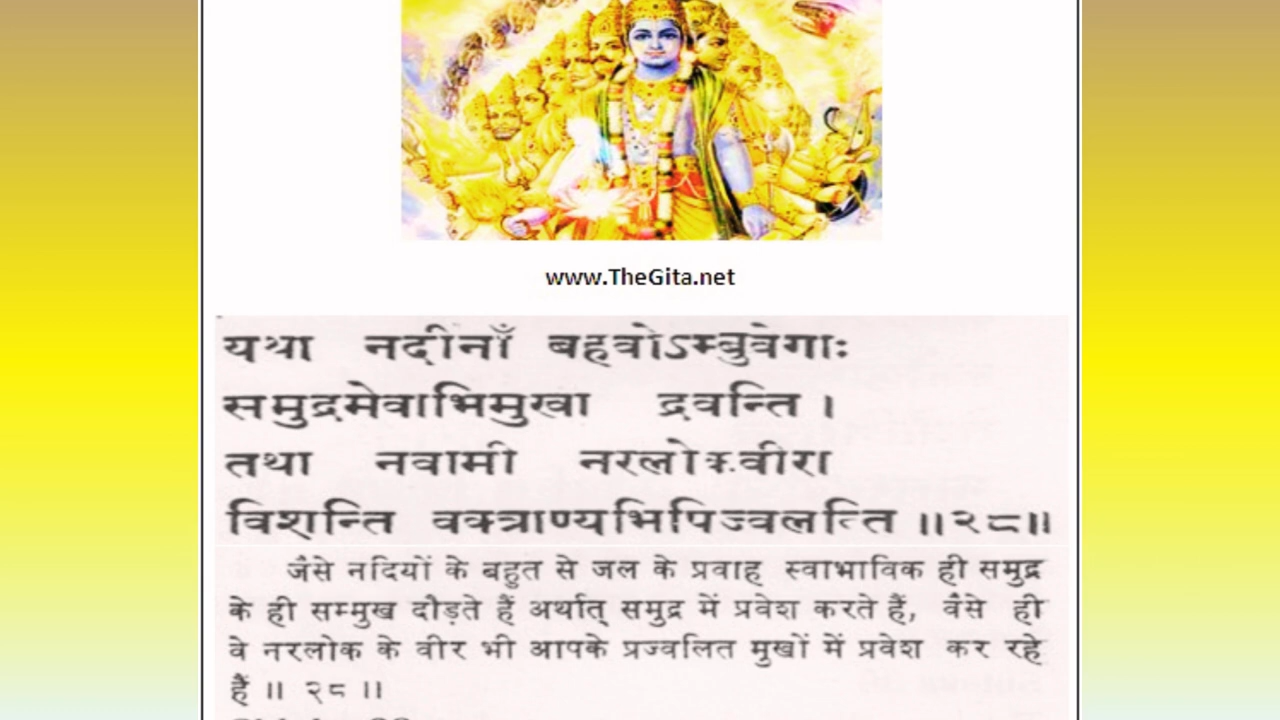 www.TheGita.net
यथा नदीनाँ बहवोऽम्बुवेगाः
समुद्रमेवाभिमुखा द्रवन्ति ।
तथा नवामी नरलोकवीरा
विशन्ति वक्त्राण्यभिपिज्वलन्ति ॥२८॥
जैसे नदियों के बहुत से जल के प्रवाह स्वाभाविक ही समुद्र
के ही सम्मुख दौड़ते हैं अर्थात् समुद्र में प्रवेश करते हैं, वैसे ही
वे नरलोक के वीर भी आपके प्रज्वलित मुखों में प्रवेश कर रहे
हैं ॥ २८ ॥